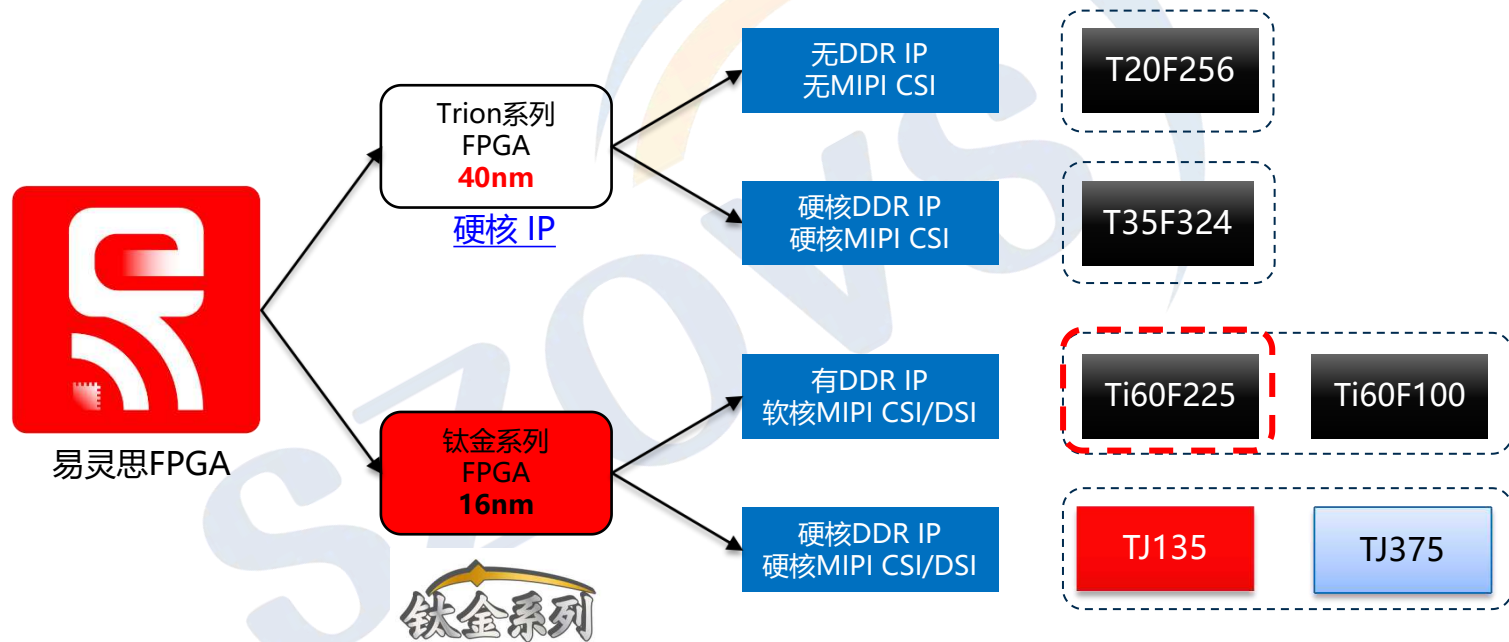 易灵思FPGA
Trion系列
FPGA
40nm
硬核 IP
钛金系列
FPGA
16nm
钛金系列
无DDR IP
无MIPI CSI
T20F256
硬核DDR IP
硬核MIPI CSI
T35F324
有DDR IP
软核MIPI CSI/DSI
Ti60F225
Ti60F100
硬核DDR IP
硬核MIPI CSI/DSI
TJ135
TJ375
szovs